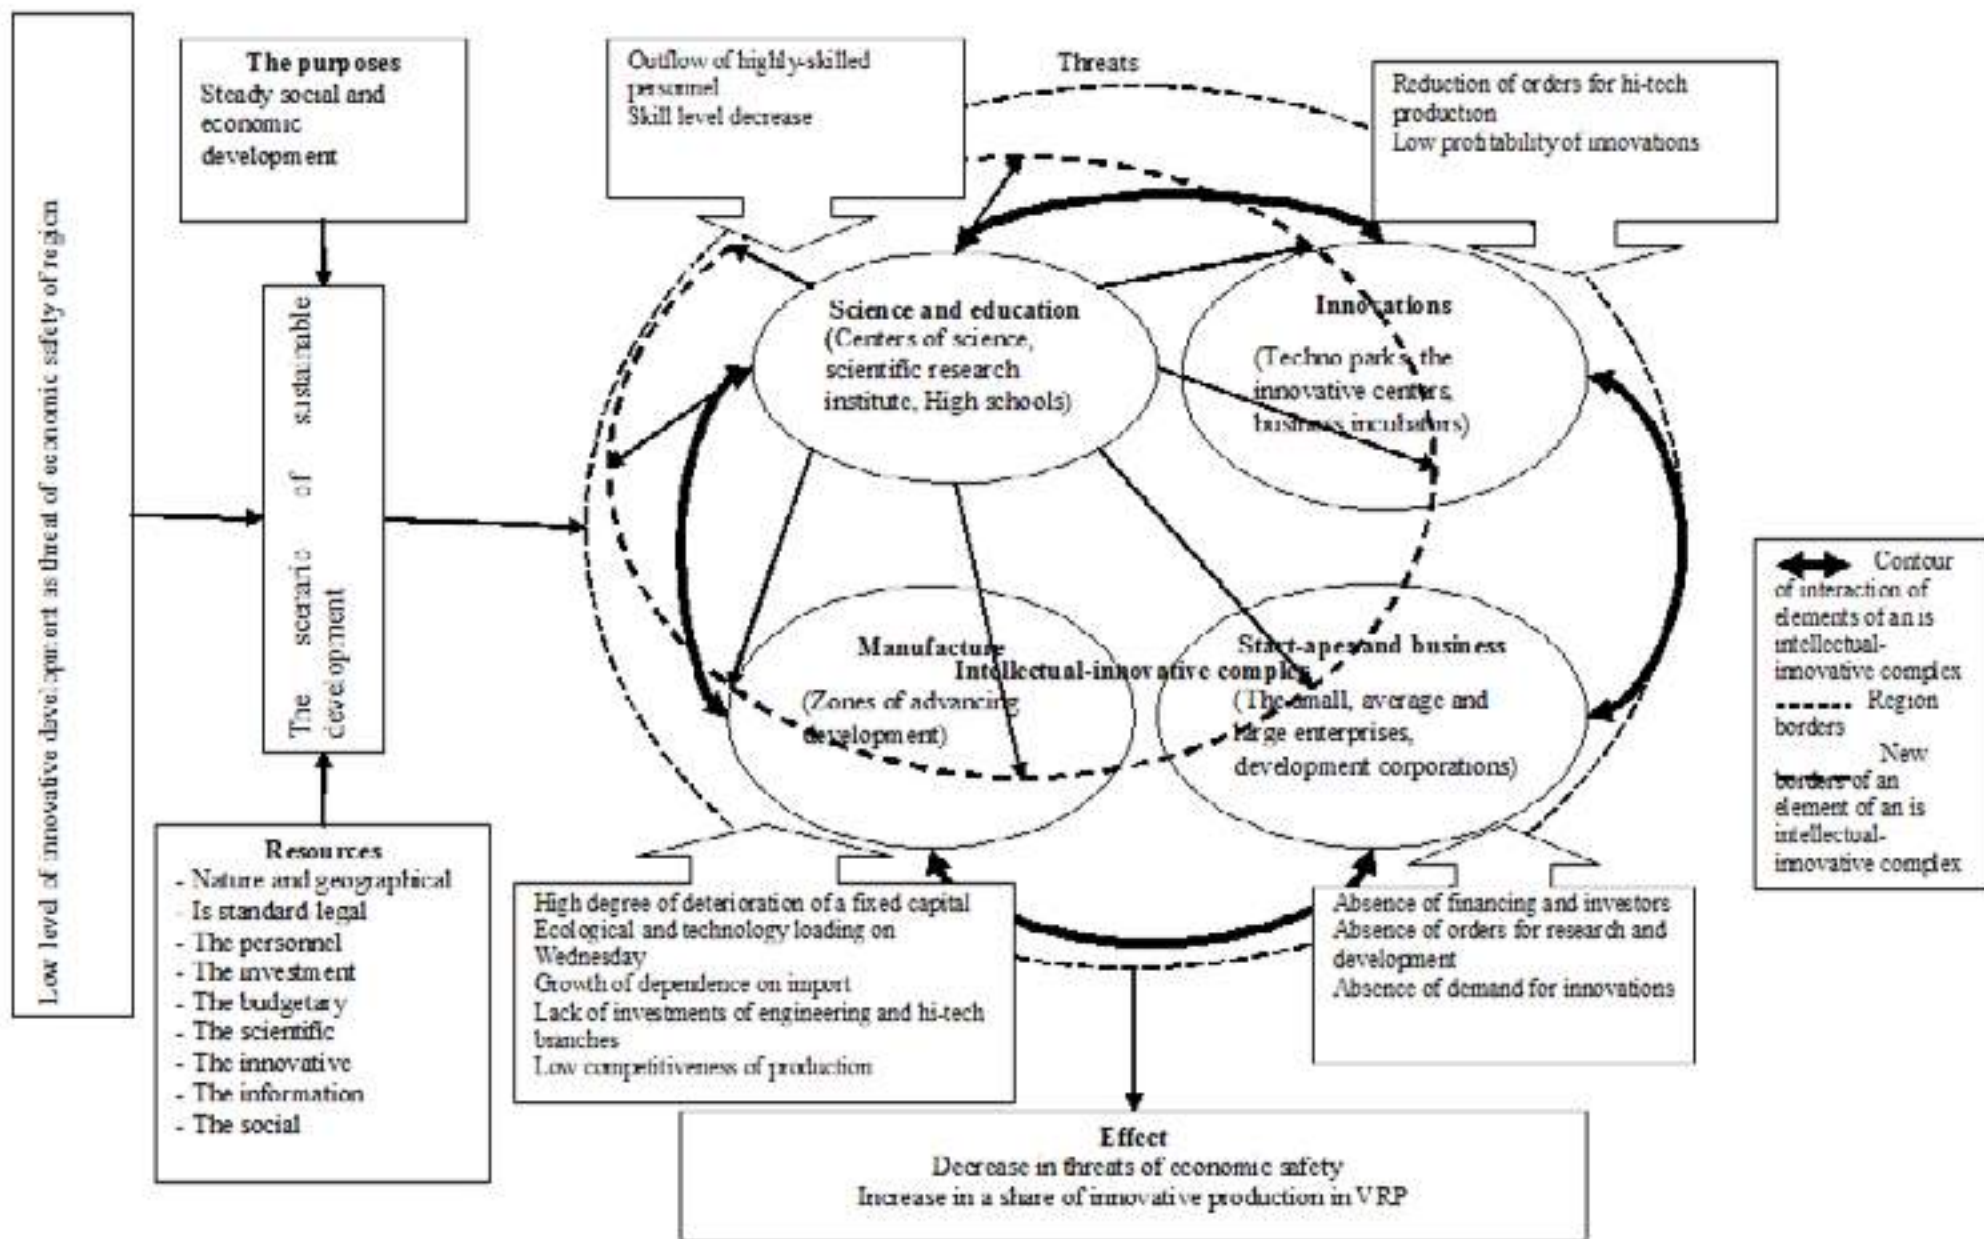 Low level of innovative development as threat of economic safety of region
The purposes
Steady social and
economic
development
The scenario of sustainable
development
Resources
- Nature and geographical
- Is standard legal
- The personnel
- The investment
- The budgetary
- The scientific
- The innovative
- The information
- The social
Outflow of highly-skilled
personnel
Skill level decrease
Threats
Reduction of orders for hi-tech
production
Low profitability of innovations
Science and education
(Centers of science,
scientific research
institute, High schools)
Innovations
(Techno parks, the
innovative centers,
business incubators)
Manufacture
(Zones of advancing
development)
Intellectual-innovative complex
Start-apes and business
(The small, average and
large enterprises,
development corporations)
Contour
of interaction of
elements of an is
intellectual-
innovative complex
Region
borders
New
borders of an
element of an is
intellectual-
innovative complex
High degree of deterioration of a fixed capital
Ecological and technology loading on
Wednesday
Growth of dependence on import
Lack of investments of engineering and hi-tech
branches
Low competitiveness of production
Absence of financing and investors
Absence of orders for research and
development
Absence of demand for innovations
Effect
Decrease in threats of economic safety
Increase in a share of innovative production in VRP